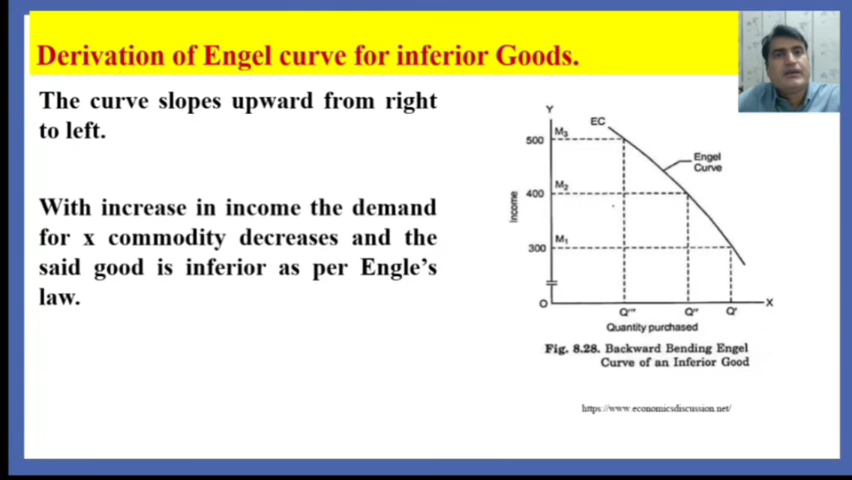 Derivation of Engel curve for inferior Goods.
The curve slopes upward from right
to left.
With increase in income the demand
for x commodity decreases and the
said good is inferior as per Engle's
law.
Y
EC
500
M₃
Engel
Curve
400
M₂
Income
300
M₁
O
X
Q''' Q'' Q'
Quantity purchased
Fig. 8.28. Backward Bending Engel
Curve of an Inferior Good
https://www.economicsdiscussion.net/